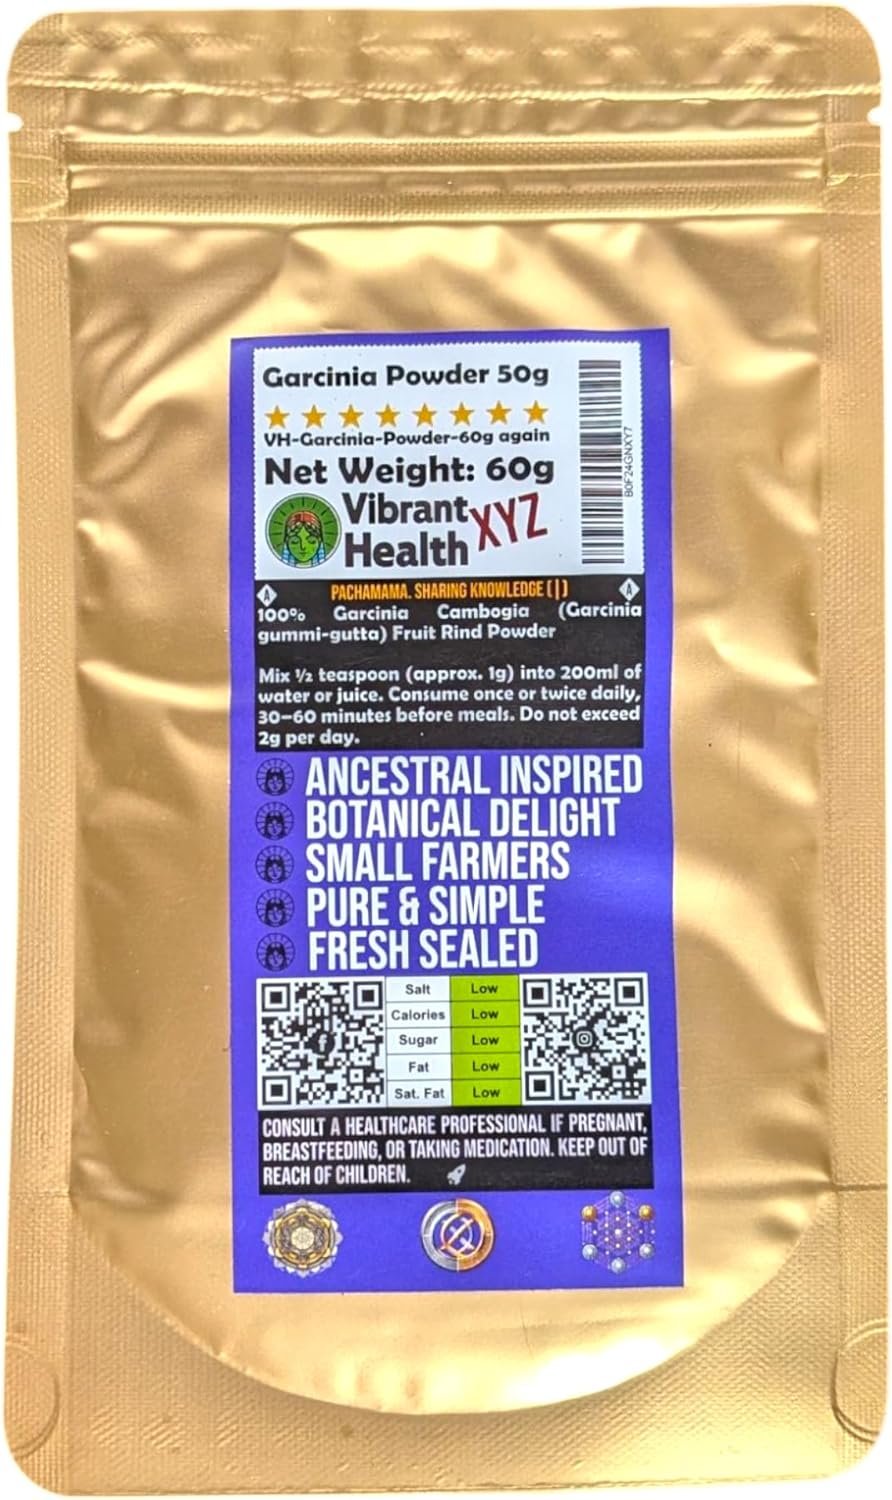 Garcinia Powder 50g
VH-Garcinia-Powder-60g again
Net Weight: 60g
Vibrant
Health
XYZ
B0F24GNXY7
A PACHAMAMA. SHARING KNOWLEDGE (|) A
100% Garcinia Cambogia (Garcinia
gummi-gutta) Fruit Rind Powder
Mix ½ teaspoon (approx. 1g) into 200ml of
water or juice. Consume once or twice daily,
30–60 minutes before meals. Do not exceed
2g per day.
ANCESTRAL INSPIRED
BOTANICAL DELIGHT
SMALL FARMERS
PURE & SIMPLE
FRESH SEALED
Salt Low
Calories Low
Sugar Low
Fat Low
Sat. Fat Low
CONSULT A HEALTHCARE PROFESSIONAL IF PREGNANT,
BREASTFEEDING, OR TAKING MEDICATION. KEEP OUT OF
REACH OF CHILDREN.